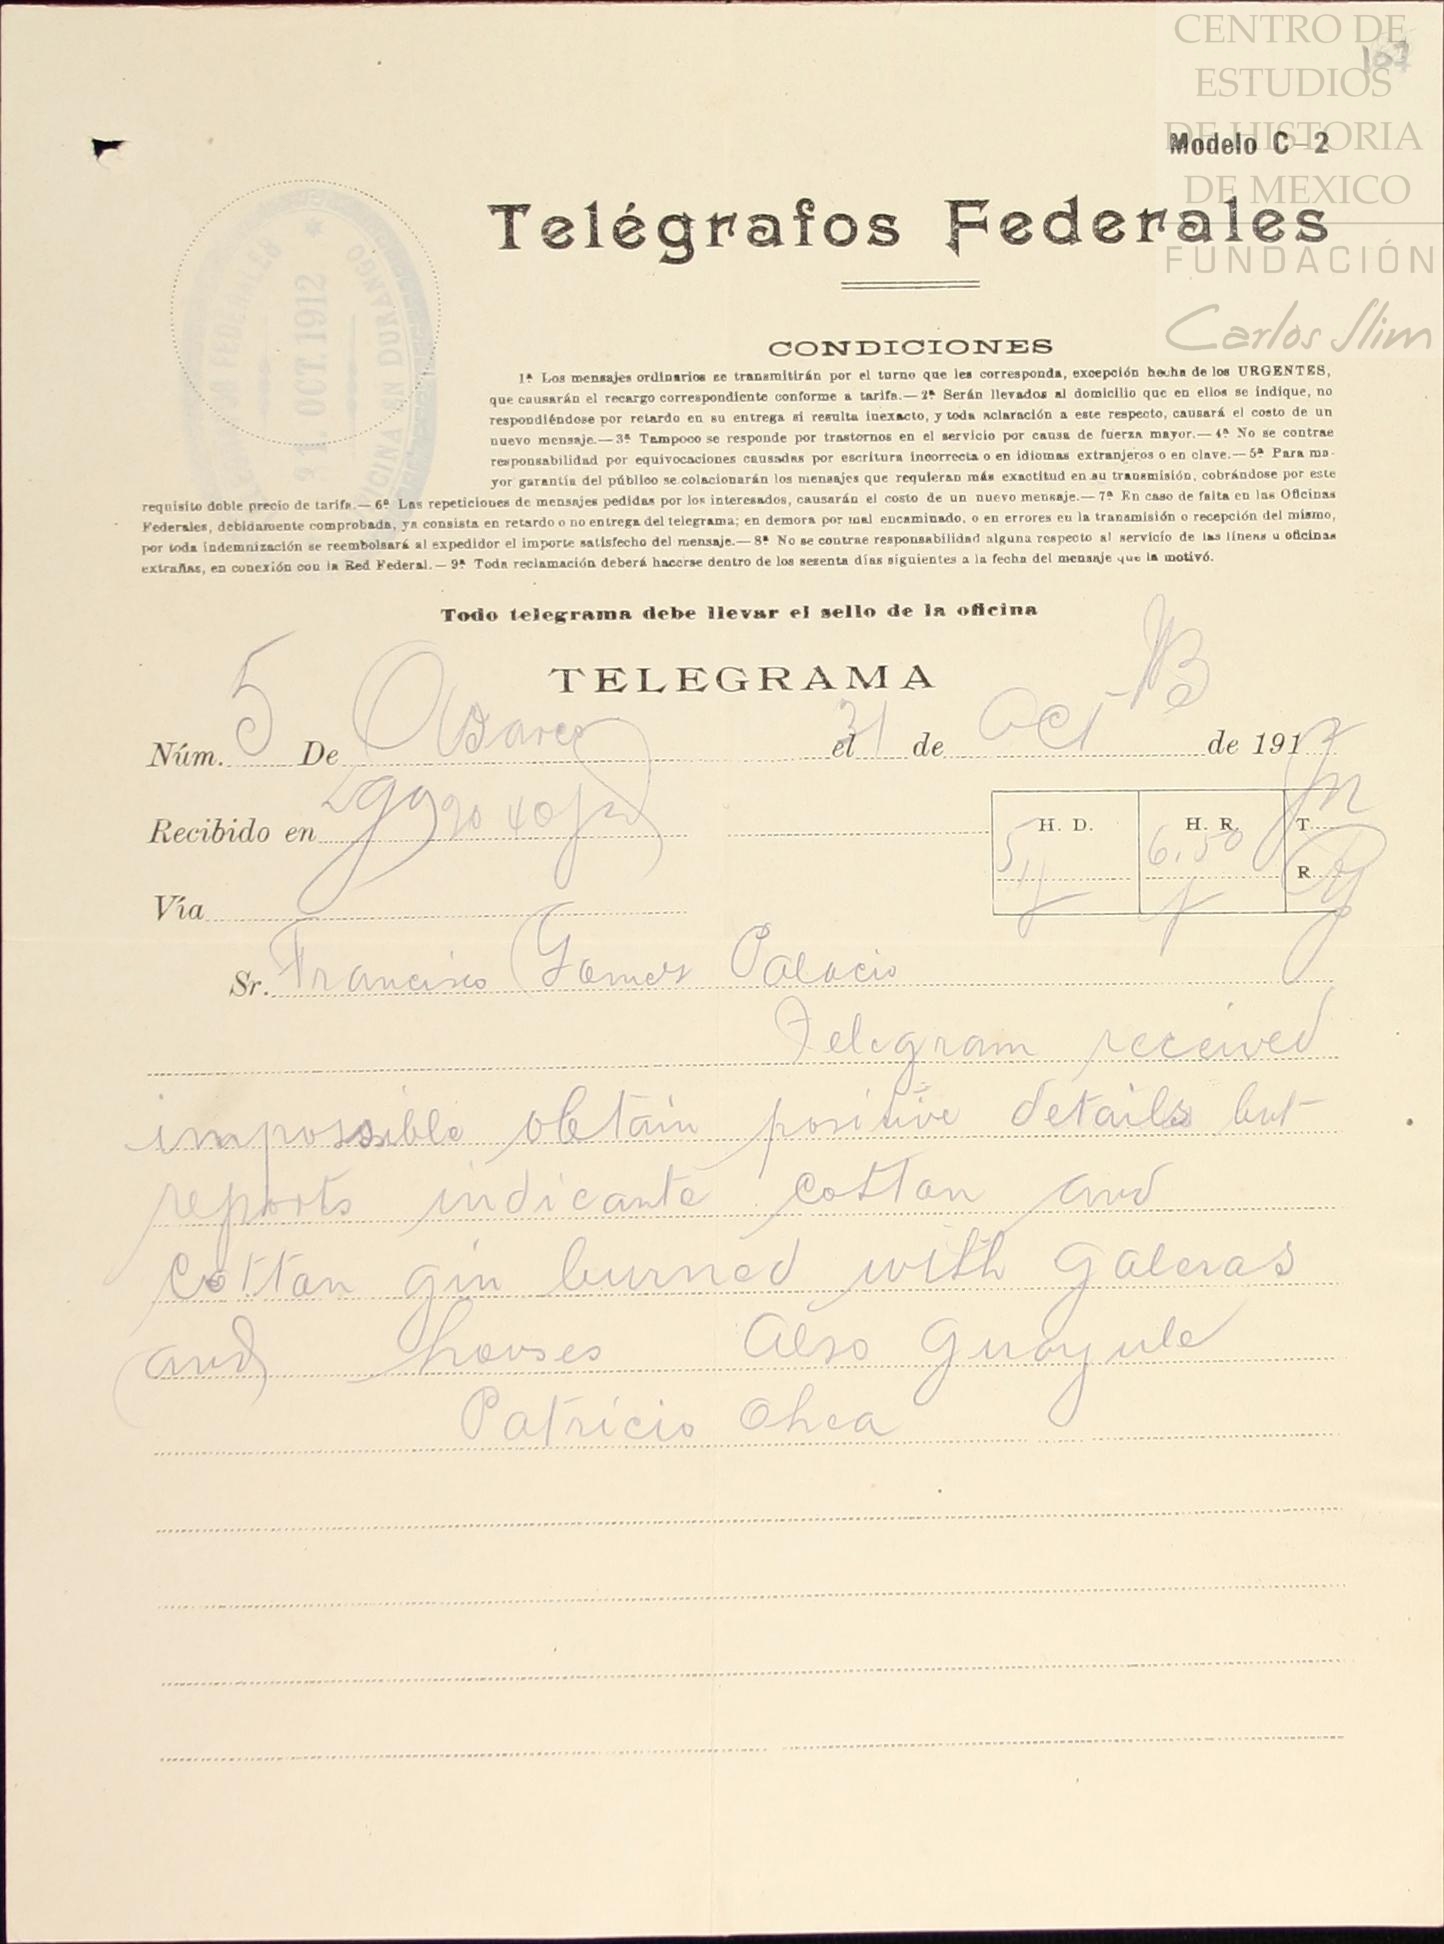 CENTRO DE
ESTUDIOS
DE HISTORIA
DE MEXICO
FUNDACIÓN
Carlos Slim
107
Modelo C-2
Telégrafos Federales
FEDERALES
OCT. 1912
OFICINA EN DURANGO
CONDICIONES
1ª Los mensajes ordinarios se transmitirán por el turno que les corresponda, excepción hecha de los URGENTES,
que causarán el recargo correspondiente conforme a tarifa.—2ª Serán llevados al domicilio que en ellos se indique, no
respondiéndose por retardo en su entrega si resulta inexacto, y toda aclaración a este respecto, causará el costo de un
nuevo mensaje.—3ª Tampoco se responde por trastornos en el servicio por causa de fuerza mayor.—4ª No se contrae
responsabilidad por equivocaciones causadas por escritura incorrecta o en idiomas extranjeros o en clave.—5ª Para ma-
yor garantía del público se colacionarán los mensajes que requieran más exactitud en su transmisión, cobrándose por este
requisito doble precio de tarifa.—6ª Las repeticiones de mensajes pedidas por los interesados, causarán el costo de un nuevo mensaje.—7ª En caso de falta en las Oficinas
Federales, debidamente comprobada, ya consista en retardo o no entrega del telegrama; en demora por mal encaminado, o en errores en la transmisión o recepción del mismo,
por toda indemnización se reembolsará al expedidor el importe satisfecho del mensaje.—8ª No se contrae responsabilidad alguna respecto al servicio de las líneas u oficinas
extrañas, en conexión con la Red Federal.—9ª Toda reclamación deberá hacerse dentro de los sesenta días siguientes a la fecha del mensaje que la motivó.
Todo telegrama debe llevar el sello de la oficina
TELEGRAMA
Núm. 5 De el 31 de Oct de 1912
Recibido en
H. D. H. R. T.
5 6.50 R.
Vía
Sr. Francisco Gomez Palacio
Telegram received
impossible obtain positive details but
reports indicante cottan and
cottan gin burned with galeras
and houses also guayule
Patricio Ohea